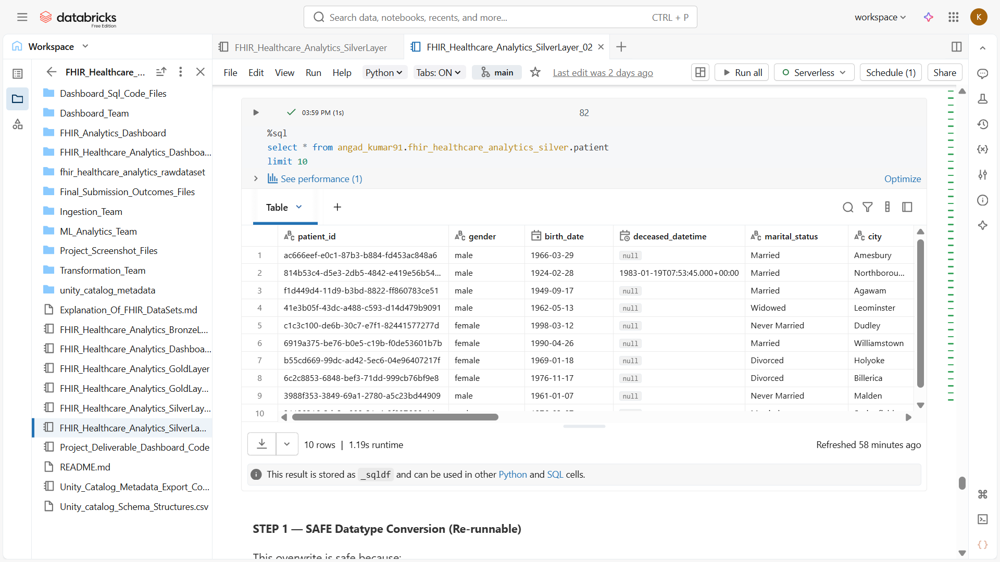 databricks
Free Edition
Search data, notebooks, recents, and more...
CTRL + P
workspace
K
Workspace
FHIR_Healthcare_Analytics_SilverLayer
FHIR_Healthcare_Analytics_SilverLayer_02
FHIR_Healthcare_...
File Edit View Run Help Python Tabs: ON main Last edit was 2 days ago
Run all Serverless Schedule (1) Share
Dashboard_Sql_Code_Files
Dashboard_Team
FHIR_Analytics_Dashboard
FHIR_Healthcare_Analytics_Dashboa...
fhir_healthcare_analytics_rawdataset
Final_Submission_Outcomes_Files
Ingestion_Team
ML_Analytics_Team
Project_Screenshot_Files
Transformation_Team
unity_catalog_metadata
Explanation_Of_FHIR_DataSets.md
FHIR_Healthcare_Analytics_BronzeL...
FHIR_Healthcare_Analytics_Dashboa...
FHIR_Healthcare_Analytics_GoldLayer
FHIR_Healthcare_Analytics_GoldLay...
FHIR_Healthcare_Analytics_SilverLay...
FHIR_Healthcare_Analytics_SilverLa...
Project_Deliverable_Dashboard_Code
README.md
Unity_Catalog_Metadata_Export_Co...
Unity_catalog_Schema_Structures.csv
03:59 PM (1s)
82
%sql
select * from angad_kumar91.fhir_healthcare_analytics_silver.patient
limit 10
See performance (1)
Optimize
Table
patient_id gender birth_date deceased_datetime marital_status city
1 ac666eef-e0c1-87b3-b884-fd453ac848a6 male 1966-03-29 null Married Amesbury
2 814b53c4-d5e3-2db5-4842-e419e56b54... male 1924-02-28 1983-01-19T07:53:45.000+00:00 Married Northborou...
3 f1d449d4-11d9-b3bd-8822-ff860783ce51 male 1949-09-17 null Married Agawam
4 41e3b05f-43dc-a488-c593-d14d479b9091 male 1962-05-13 null Widowed Leominster
5 c1c3c100-de6b-30c7-e7f1-82441577277d female 1998-03-12 null Never Married Dudley
6 6919a375-be76-b0e5-c19b-f0de53601b7b female 1990-04-26 null Married Williamstown
7 b55cd669-99dc-ad42-5ec6-04e96407217f female 1969-01-18 null Divorced Holyoke
8 6c2c8853-6848-bef3-71dd-999cb76bf9e8 female 1976-11-17 null Divorced Billerica
9 3988f353-3849-69a1-2780-a5c23bd44909 male 1961-01-07 null Never Married Malden
10
10 rows | 1.19s runtime
Refreshed 58 minutes ago
This result is stored as _sqldf and can be used in other Python and SQL cells.
STEP 1 — SAFE Datatype Conversion (Re-runnable)
This overwrite is safe because: